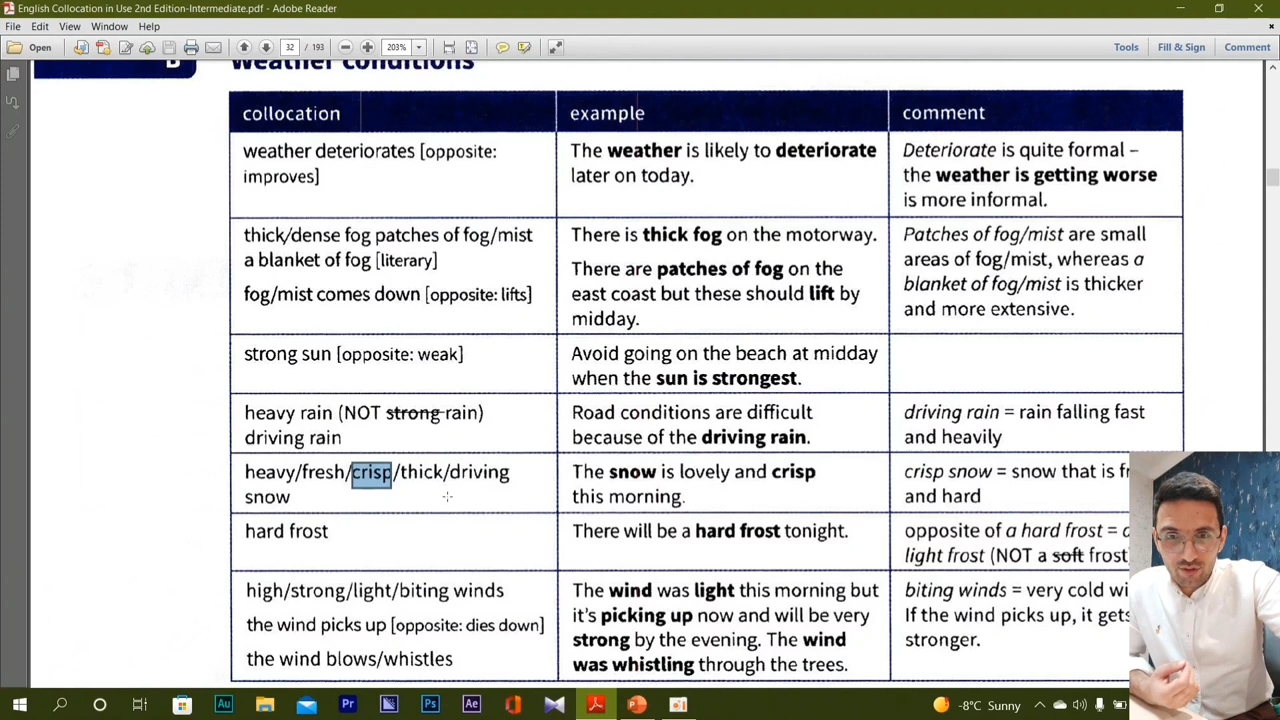 English Collocation in Use 2nd Edition-Intermediate.pdf - Adobe Reader
File Edit View Window Help
Open 32 / 193 203% Tools Fill & Sign Comment
B Weather conditions
collocation example comment
weather deteriorates [opposite:
improves]
The weather is likely to deteriorate
later on today.
Deteriorate is quite formal –
the weather is getting worse
is more informal.
thick/dense fog patches of fog/mist
a blanket of fog [literary]
fog/mist comes down [opposite: lifts]
There is thick fog on the motorway.
There are patches of fog on the
east coast but these should lift by
midday.
Patches of fog/mist are small
areas of fog/mist, whereas a
blanket of fog/mist is thicker
and more extensive.
strong sun [opposite: weak]
Avoid going on the beach at midday
when the sun is strongest.
heavy rain (NOT strong rain)
driving rain
Road conditions are difficult
because of the driving rain.
driving rain = rain falling fast
and heavily
heavy/fresh/crisp/thick/driving
snow
The snow is lovely and crisp
this morning.
crisp snow = snow that is
and hard
hard frost
There will be a hard frost tonight.
opposite of a hard frost =
light frost (NOT a soft frost
high/strong/light/biting winds
the wind picks up [opposite: dies down]
the wind blows/whistles
The wind was light this morning but
it's picking up now and will be very
strong by the evening. The wind
was whistling through the trees.
biting winds = very cold
If the wind picks up, it gets
stronger.
Au Pr Ps Ae
-8°C Sunny